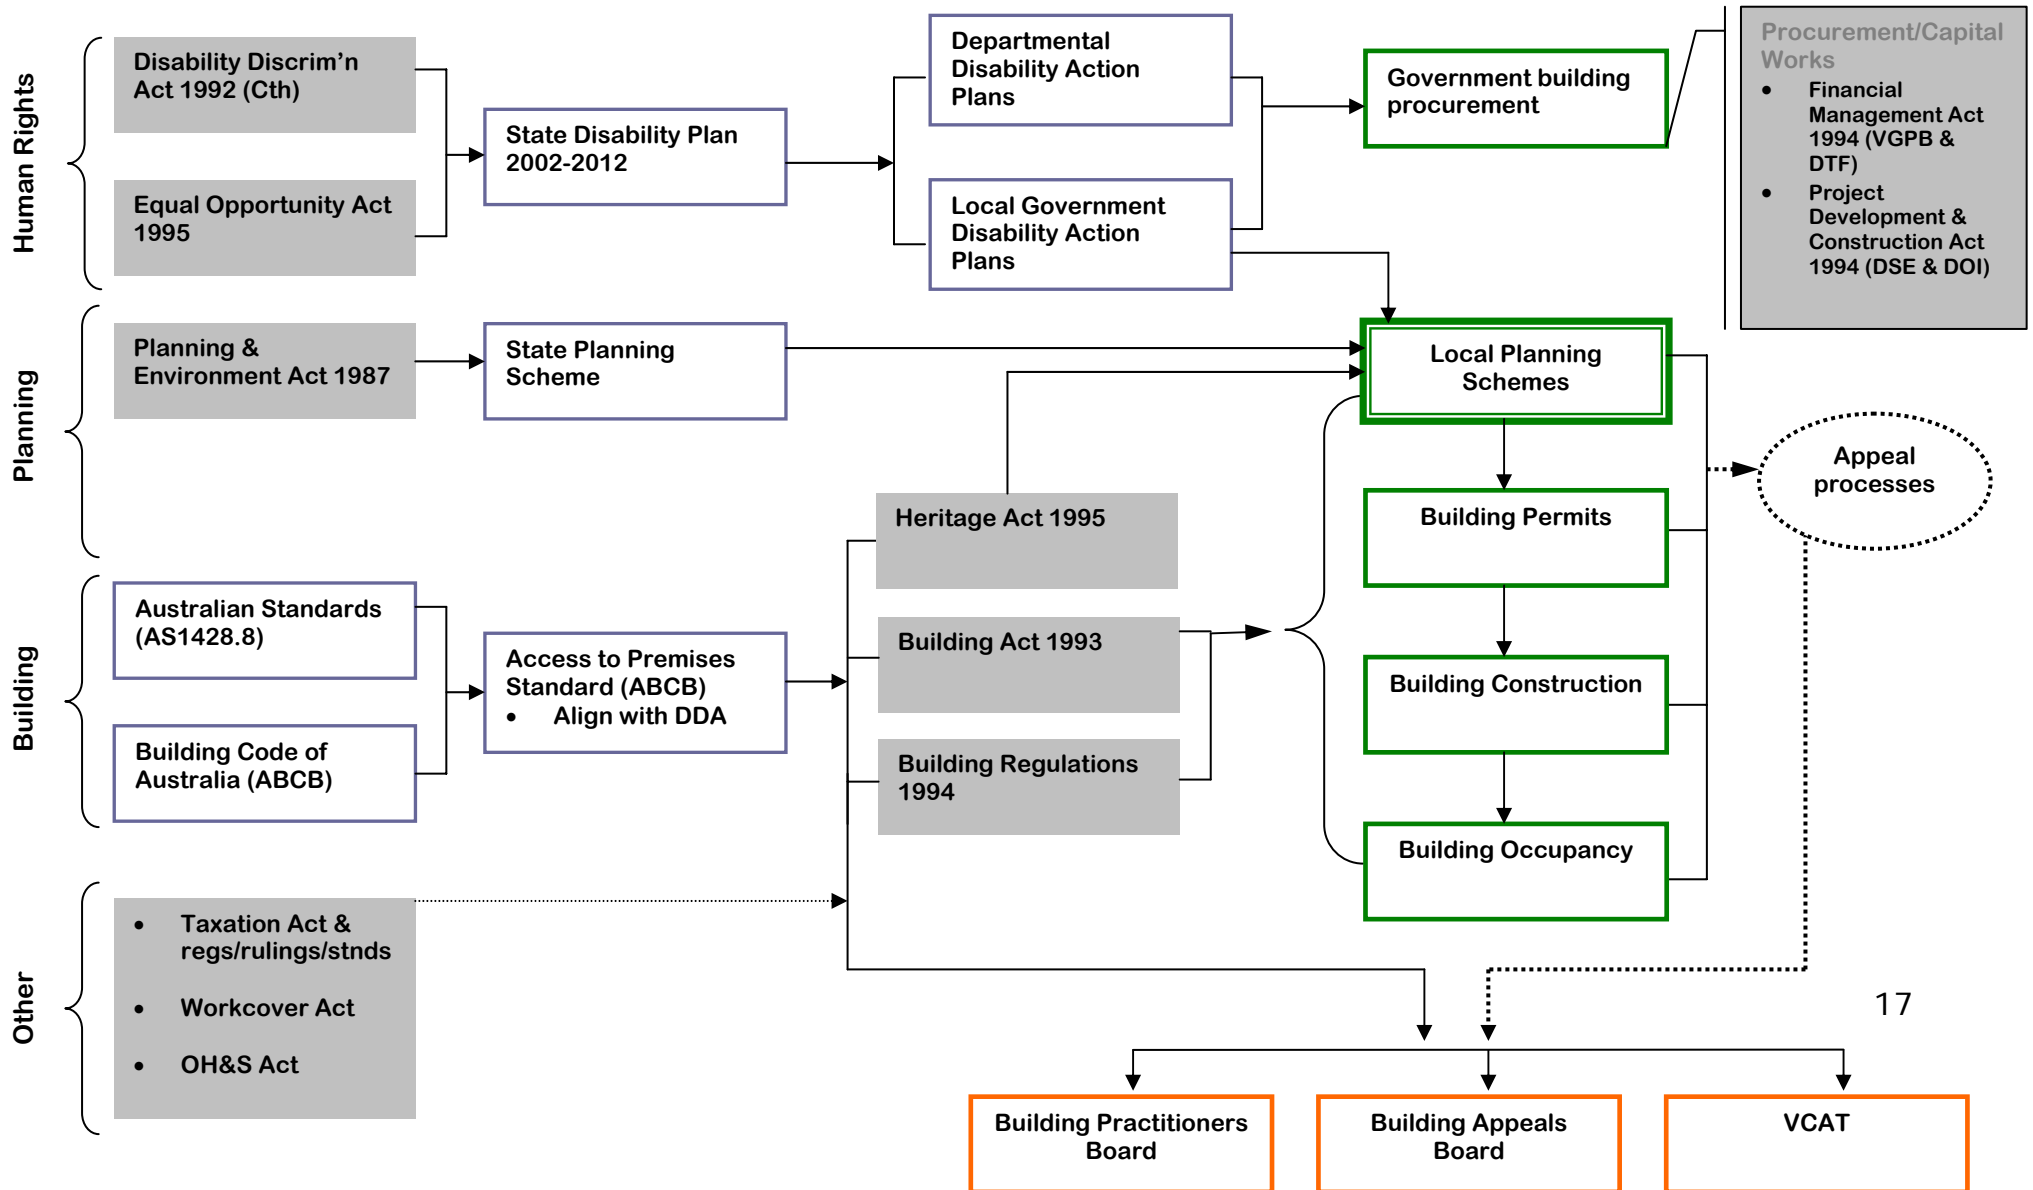 Human Rights
Disability Discrim’n
Act 1992 (Cth)
Equal Opportunity Act
1995
State Disability Plan
2002-2012
Departmental
Disability Action
Plans
Local Government
Disability Action
Plans
Government building
procurement
Procurement/Capital
Works
• Financial
Management Act
1994 (VGPB &
DTF)
• Project
Development &
Construction Act
1994 (DSE & DOI)
Planning
Planning &
Environment Act 1987
State Planning
Scheme
Local Planning
Schemes
Appeal
processes
Heritage Act 1995
Building Permits
Building
Australian Standards
(AS1428.8)
Building Code of
Australia (ABCB)
Access to Premises
Standard (ABCB)
• Align with DDA
Building Act 1993
Building Regulations
1994
Building Construction
Building Occupancy
Other
• Taxation Act &
regs/rulings/stnds
• Workcover Act
• OH&S Act
17
Building Practitioners
Board
Building Appeals
Board
VCAT